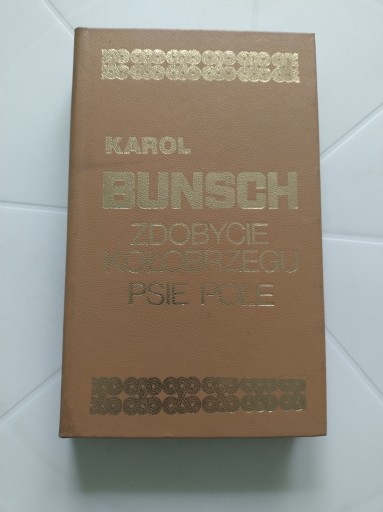 KAROL
BUNSCH
ZDOBYCIE
KOŁOBRZEGU
PSIE POLE